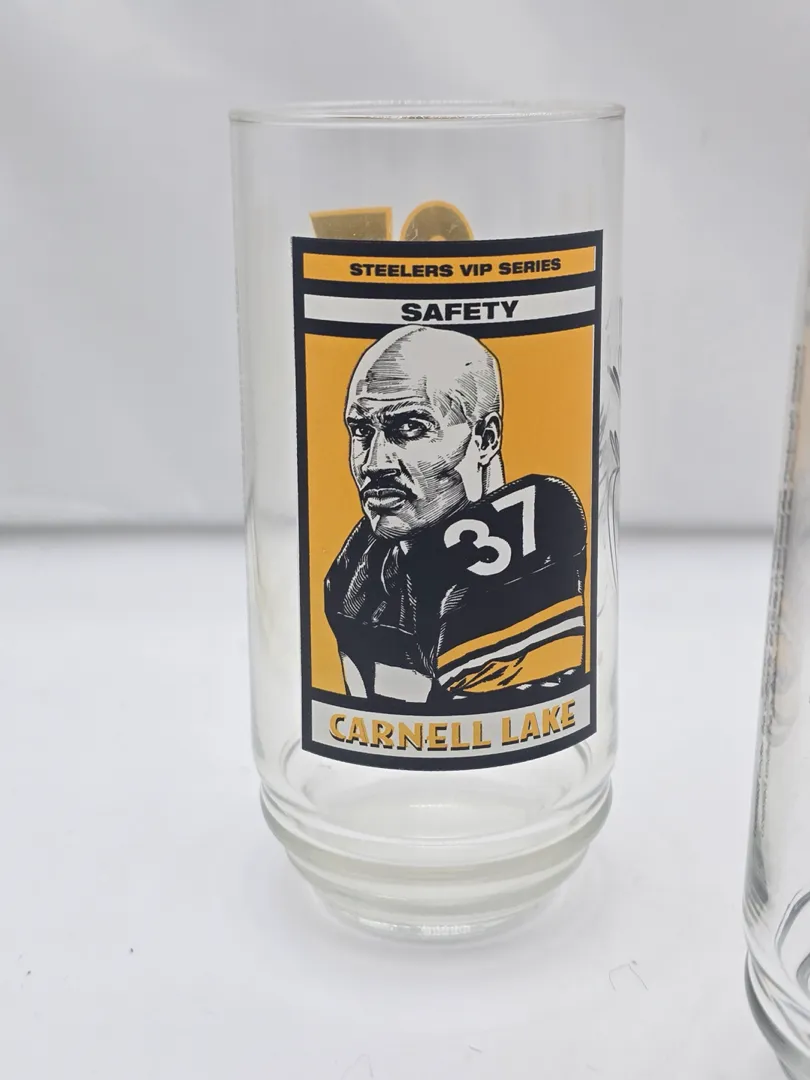 STEELERS VIP SERIES
SAFETY
37
CARNELL LAKE